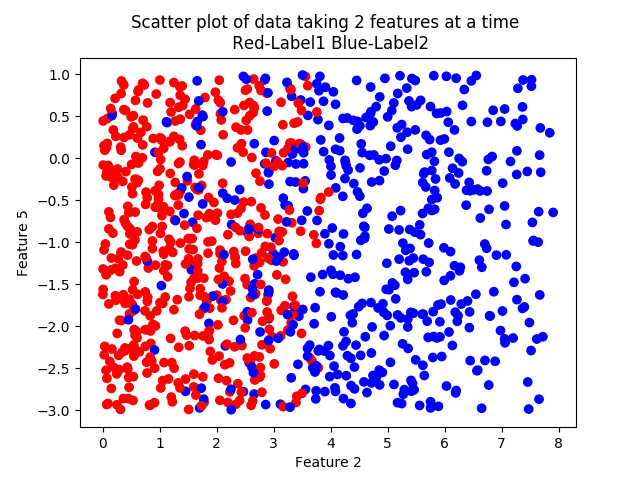 Scatter plot of data taking 2 features at a time
Red-Label1 Blue-Label2
1.0
0.5
0.0
−0.5
−1.0
−1.5
−2.0
−2.5
−3.0
Feature 5
0 1 2 3 4 5 6 7 8
Feature 2